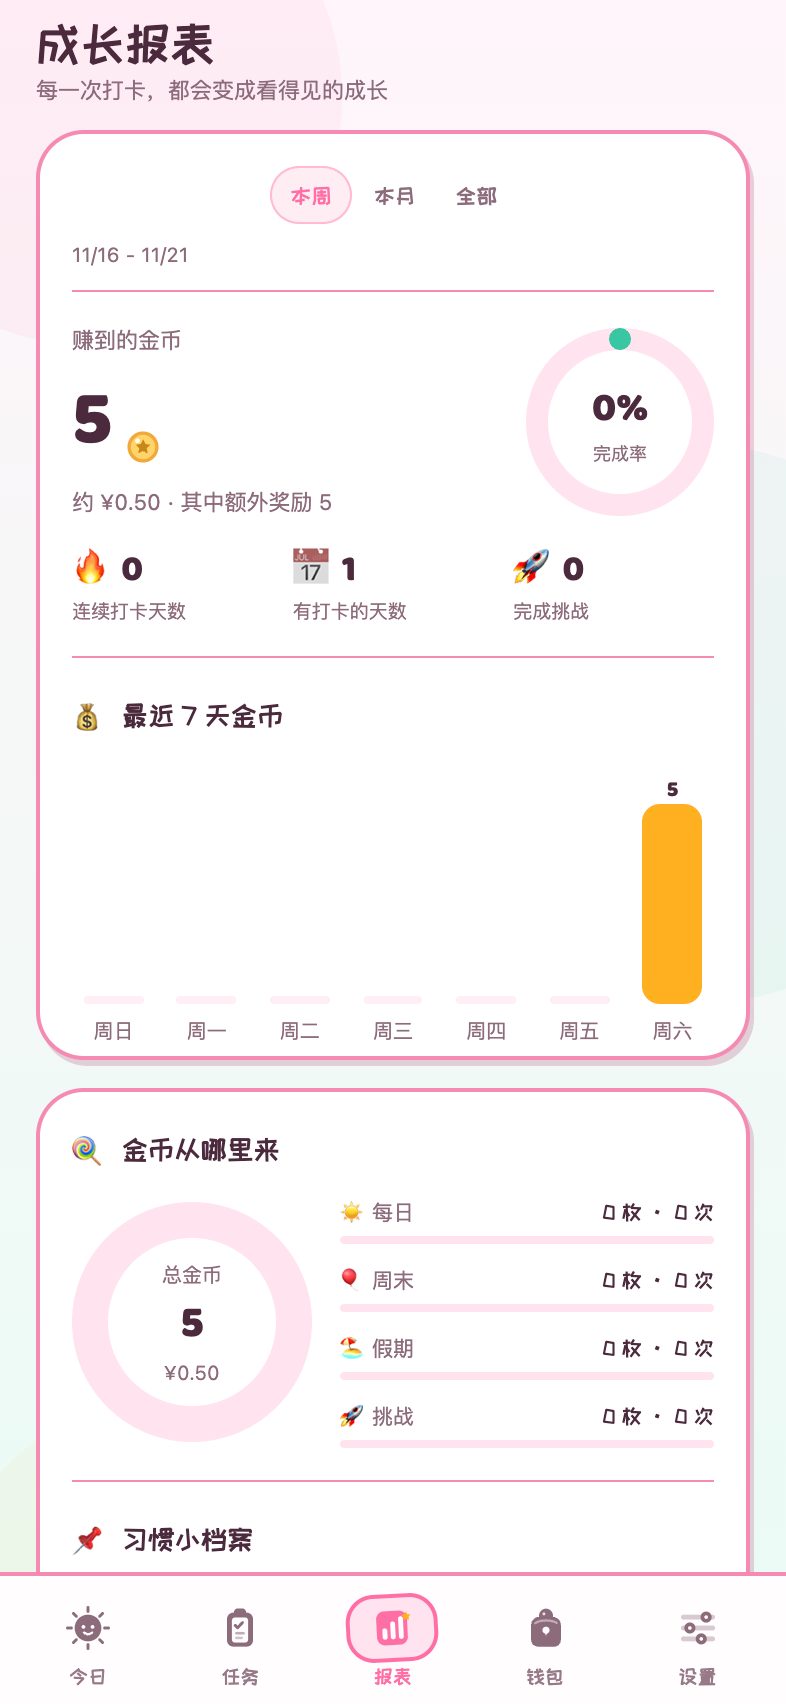 成长报表
每一次打卡，都会变成看得见的成长
本周 本月 全部
11/16 - 11/21
赚到的金币
5
0%
完成率
约 ¥0.50 · 其中额外奖励 5
0
连续打卡天数
JUL
17
1
有打卡的天数
0
完成挑战
$
最近 7 天金币
5
周日 周一 周二 周三 周四 周五 周六
金币从哪里来
总金币
5
¥0.50
每日 0 枚 · 0 次
周末 0 枚 · 0 次
假期 0 枚 · 0 次
挑战 0 枚 · 0 次
习惯小档案
今日 任务 报表 钱包 设置